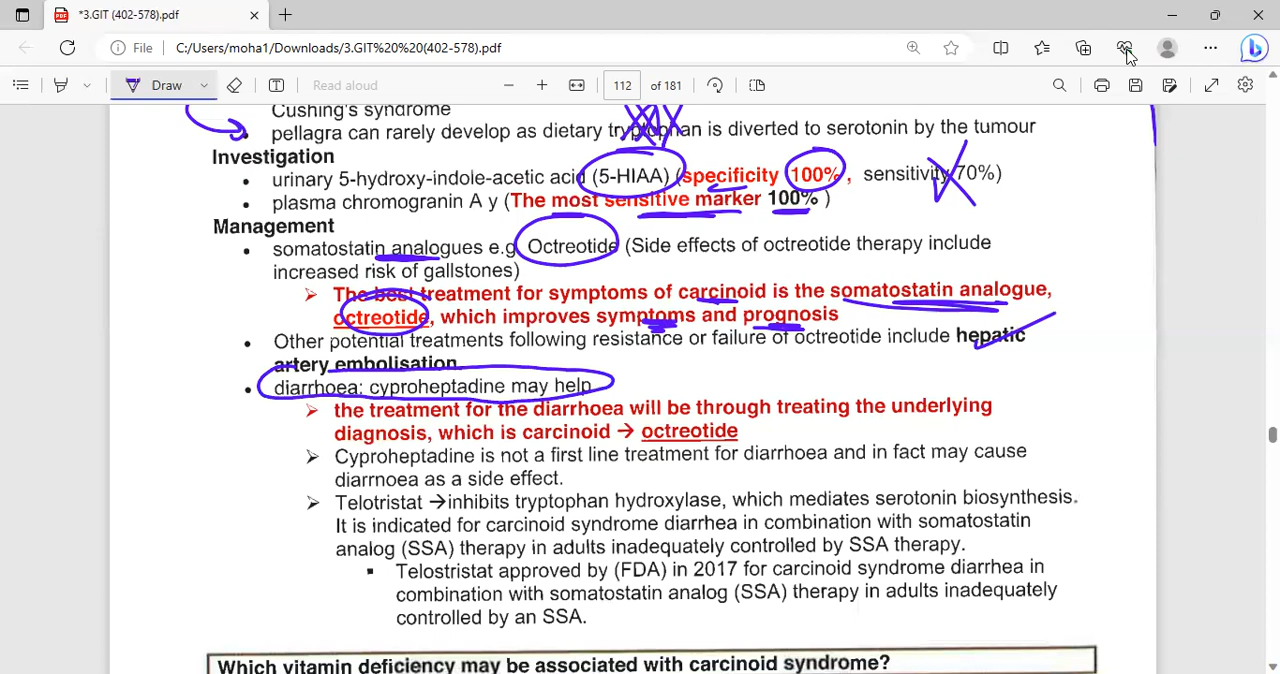 *3.GIT (402-578).pdf
File
C:/Users/moha1/Downloads/3.GIT%20%20(402-578).pdf
Draw
Read aloud
112 of 181
Cushing's syndrome
• pellagra can rarely develop as dietary tryptophan is diverted to serotonin by the tumour
Investigation
• urinary 5-hydroxy-indole-acetic acid (5-HIAA) (specificity 100% , sensitivity 70%)
• plasma chromogranin A y (The most sensitive marker 100% )
Management
• somatostatin analogues e.g Octreotide (Side effects of octreotide therapy include
increased risk of gallstones)
➢ The best treatment for symptoms of carcinoid is the somatostatin analogue,
octreotide, which improves symptoms and prognosis
• Other potential treatments following resistance or failure of octreotide include hepatic
artery embolisation
• diarrhoea: cyproheptadine may help
➢ the treatment for the diarrhoea will be through treating the underlying
diagnosis, which is carcinoid → octreotide
➢ Cyproheptadine is not a first line treatment for diarrhoea and in fact may cause
diarrnoea as a side effect.
➢ Telotristat →inhibits tryptophan hydroxylase, which mediates serotonin biosynthesis.
It is indicated for carcinoid syndrome diarrhea in combination with somatostatin
analog (SSA) therapy in adults inadequately controlled by SSA therapy.
▪ Telostristat approved by (FDA) in 2017 for carcinoid syndrome diarrhea in
combination with somatostatin analog (SSA) therapy in adults inadequately
controlled by an SSA.
Which vitamin deficiency may be associated with carcinoid syndrome?